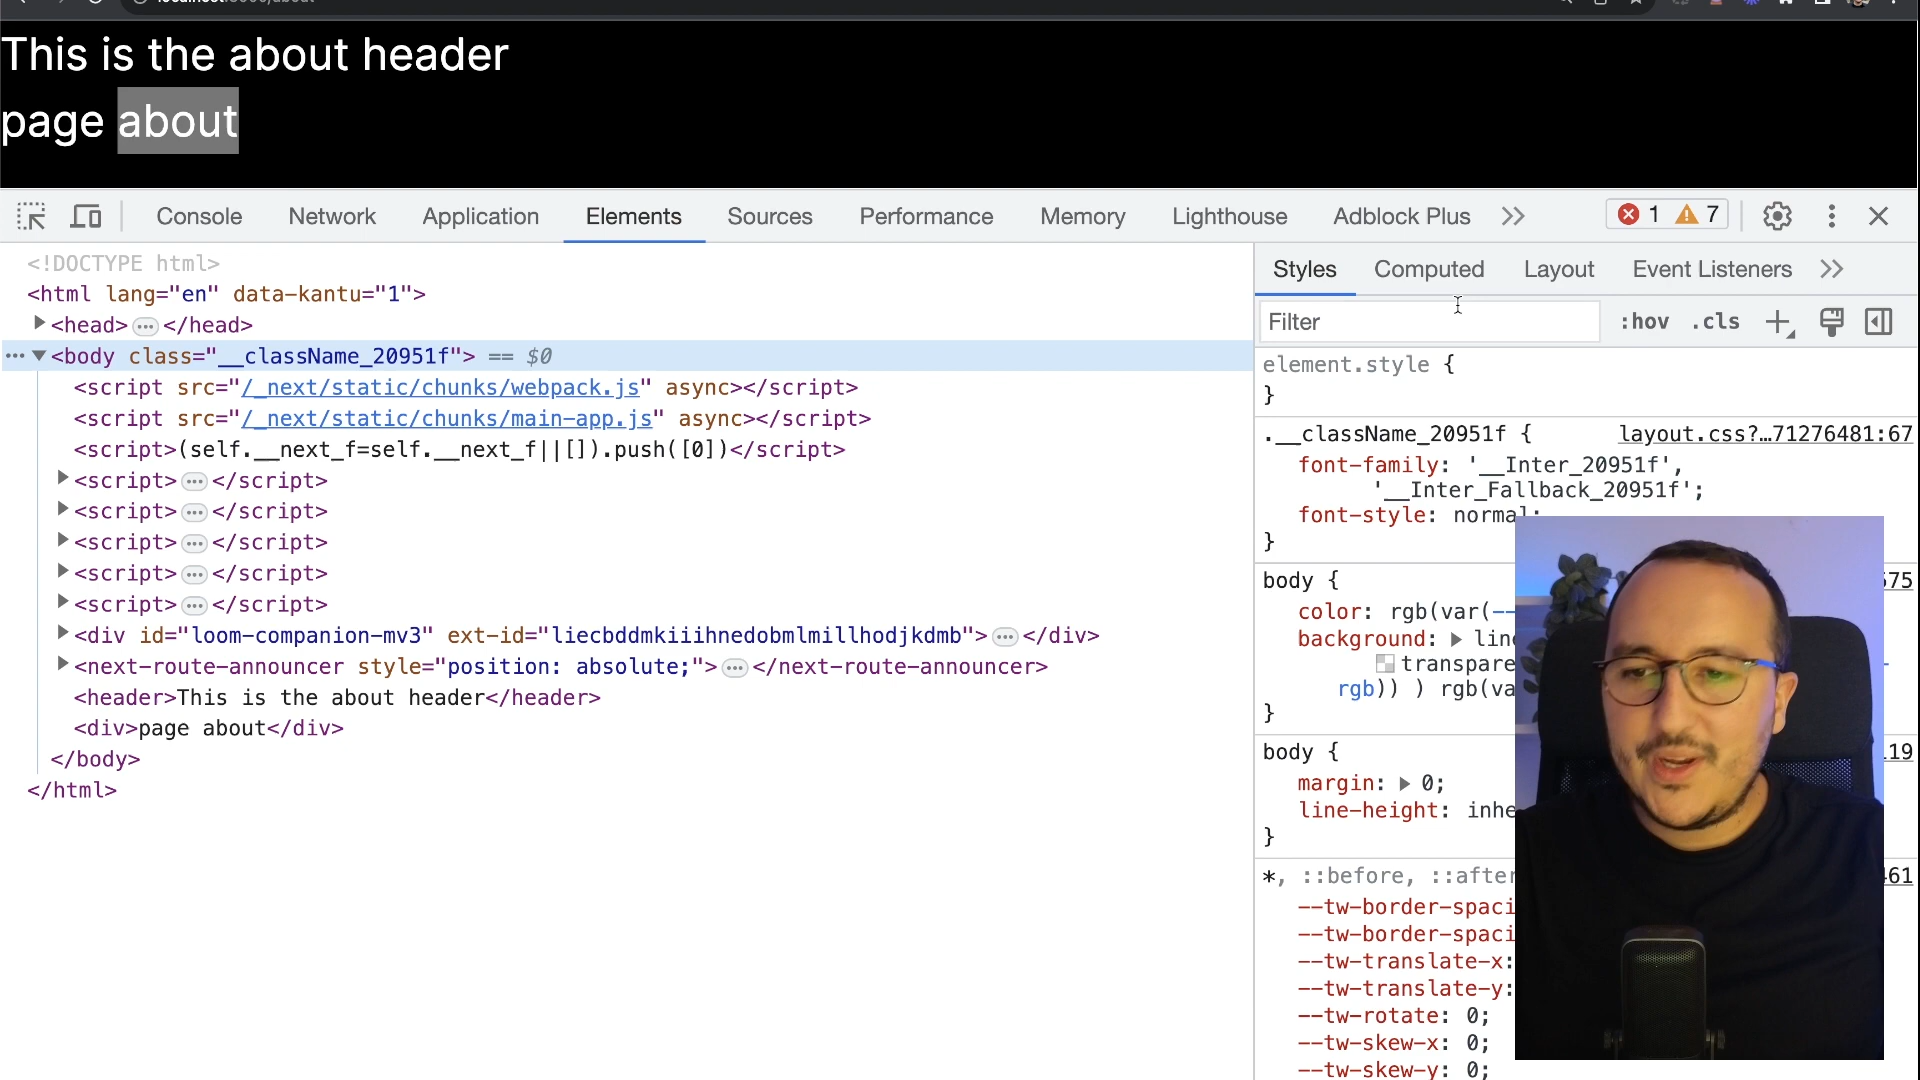 This is the about header
page about
Console Network Application Elements Sources Performance Memory Lighthouse Adblock Plus 1 7
<!DOCTYPE html>
<html lang="en" data-kantu="1">
<head> </head>
<body class="__className_20951f"> == $0
<script src="/_next/static/chunks/webpack.js" async></script>
<script src="/_next/static/chunks/main-app.js" async></script>
<script>(self.__next_f=self.__next_f||[]).push([0])</script>
<script> </script>
<script> </script>
<script> </script>
<script> </script>
<script> </script>
<div id="loom-companion-mv3" ext-id="liecbddmkiiihnedobmlmillhodjkdmb"> </div>
<next-route-announcer style="position: absolute;"> </next-route-announcer>
<header>This is the about header</header>
<div>page about</div>
</body>
</html>
Styles Computed Layout Event Listeners
Filter :hov .cls
element.style {
}
.__className_20951f { layout.css?…71276481:67
font-family: '__Inter_20951f',
'__Inter_Fallback_20951f';
font-style: normal;
}
body {
color: rgb(var(--
background:
rgb)) )
}
body {
margin: 0;
line-height:
}
*, ::before, ::after
--tw-translate-x:
--tw-translate-y:
--tw-rotate: 0;
--tw-skew-x: 0;
--tw-skew-y: 0;